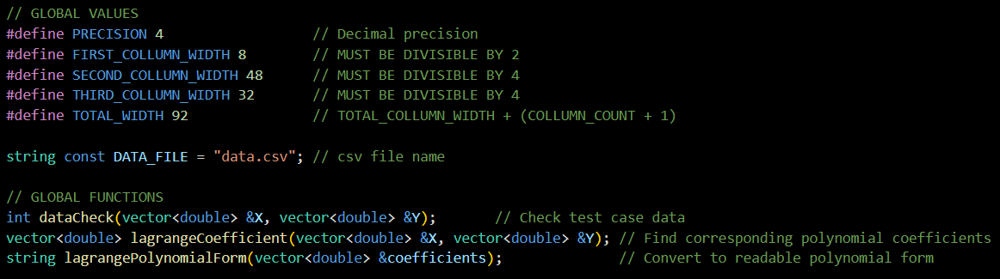 // GLOBAL VALUES
#define PRECISION 4 // Decimal precision
#define FIRST_COLLUMN_WIDTH 8 // MUST BE DIVISIBLE BY 2
#define SECOND_COLLUMN_WIDTH 48 // MUST BE DIVISIBLE BY 4
#define THIRD_COLLUMN_WIDTH 32 // MUST BE DIVISIBLE BY 4
#define TOTAL_WIDTH 92 // TOTAL_COLLUMN_WIDTH + (COLLUMN_COUNT + 1)
string const DATA_FILE = "data.csv"; // csv file name
// GLOBAL FUNCTIONS
int dataCheck(vector<double> &X, vector<double> &Y); // Check test case data
vector<double> lagrangeCoefficient(vector<double> &X, vector<double> &Y); // Find corresponding polynomial coefficients
string lagrangePolynomialForm(vector<double> &coefficients); // Convert to readable polynomial form